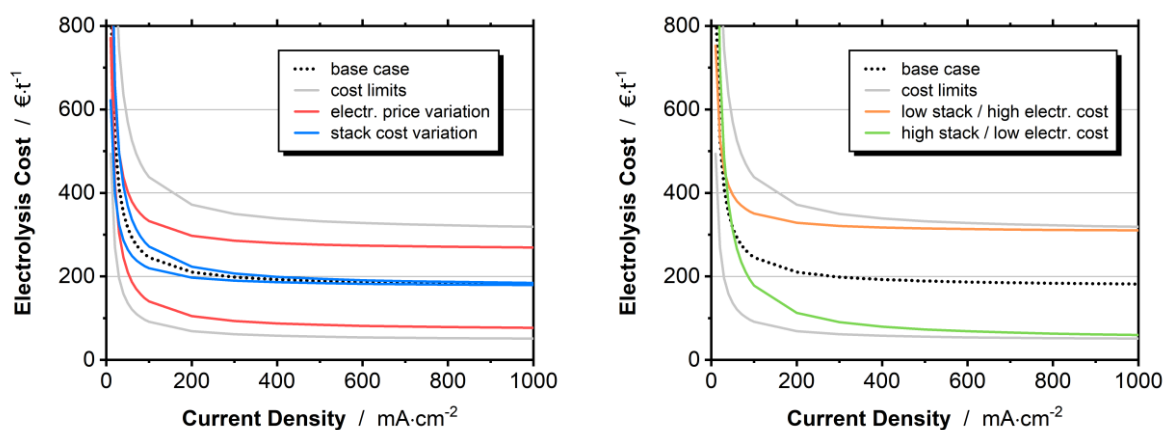 800
600
400
200
0
Electrolysis Cost / €·t⁻¹
base case
cost limits
electr. price variation
stack cost variation
0 200 400 600 800 1000
Current Density / mA·cm⁻²
800
600
400
200
0
Electrolysis Cost / €·t⁻¹
base case
cost limits
low stack / high electr. cost
high stack / low electr. cost
0 200 400 600 800 1000
Current Density / mA·cm⁻²